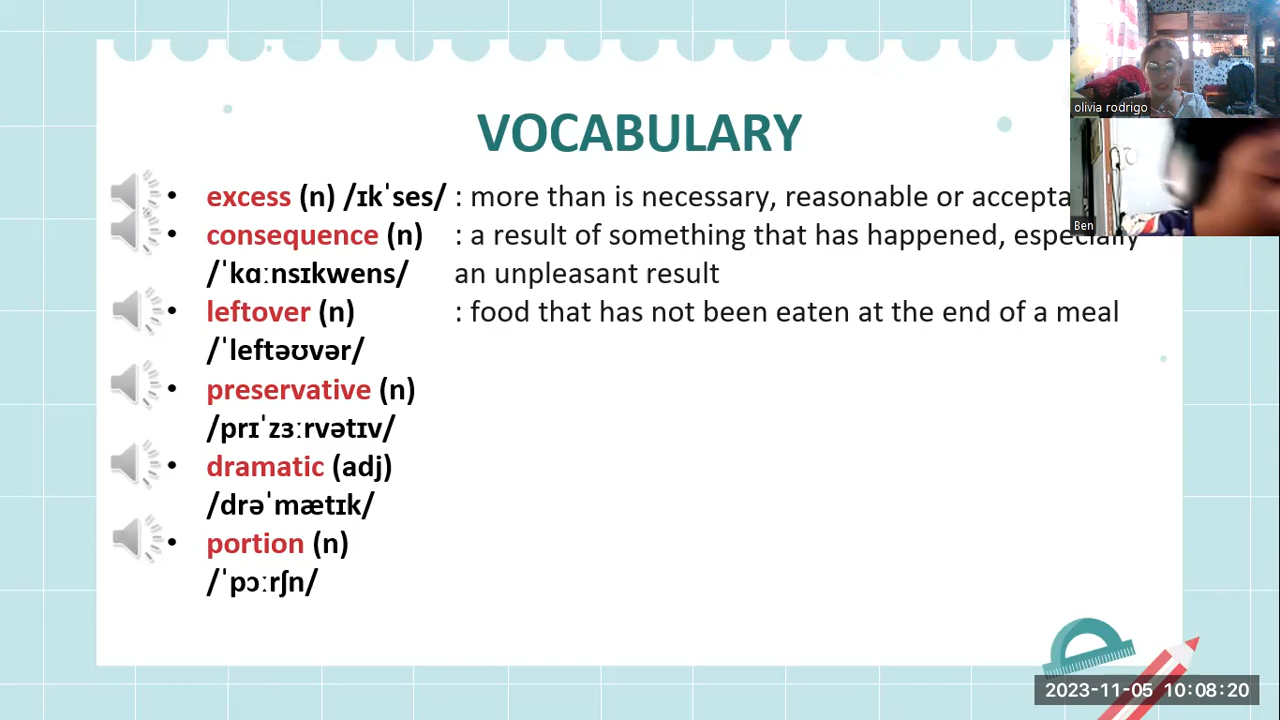 VOCABULARY
• excess (n) /ɪkˈses/ : more than is necessary, reasonable or
• consequence (n) : a result of something that has happened, especially
/ˈkɑːnsɪkwens/ an unpleasant result
• leftover (n) : food that has not been eaten at the end of a meal
/ˈleftəʊvər/
• preservative (n)
/prɪˈzɜːrvətɪv/
• dramatic (adj)
/drəˈmætɪk/
• portion (n)
/ˈpɔːrʃn/
olivia rodrigo
Ben
2023-11-05 10:08:20